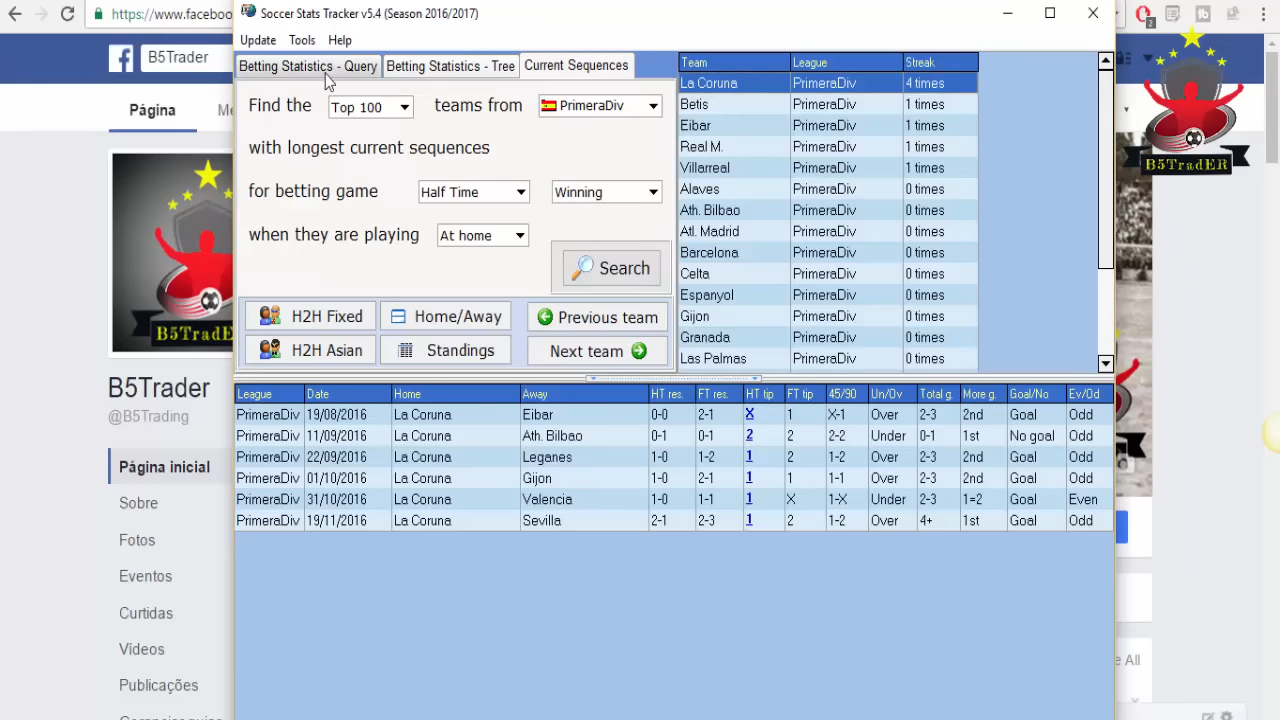 https://www.facebo
Soccer Stats Tracker v5.4 (Season 2016/2017)
2
B5Trader
Update Tools Help
Betting Statistics - Query Betting Statistics - Tree Current Sequences
Find the Top 100 teams from PrimeraDiv
with longest current sequences
for betting game Half Time Winning
when they are playing At home
Search
H2H Fixed Home/Away Previous team
H2H Asian Standings Next team
Team League Streak
La Coruna PrimeraDiv 4 times
Betis PrimeraDiv 1 times
Eibar PrimeraDiv 1 times
Real M. PrimeraDiv 1 times
Villarreal PrimeraDiv 1 times
Alaves PrimeraDiv 0 times
Ath. Bilbao PrimeraDiv 0 times
Atl. Madrid PrimeraDiv 0 times
Barcelona PrimeraDiv 0 times
Celta PrimeraDiv 0 times
Espanyol PrimeraDiv 0 times
Gijon PrimeraDiv 0 times
Granada PrimeraDiv 0 times
Las Palmas PrimeraDiv 0 times
B5TradER
League Date Home Away HT res. FT res. HT tip FT tip 45/90 Un/Ov Total g. More g. Goal/No Ev/Od
PrimeraDiv 19/08/2016 La Coruna Eibar 0-0 2-1 X 1 X-1 Over 2-3 2nd Goal Odd
PrimeraDiv 11/09/2016 La Coruna Ath. Bilbao 0-1 0-1 2 2 2-2 Under 0-1 1st No goal Odd
PrimeraDiv 22/09/2016 La Coruna Leganes 1-0 1-2 1 2 1-2 Over 2-3 2nd Goal Odd
PrimeraDiv 01/10/2016 La Coruna Gijon 1-0 2-1 1 1 1-1 Over 2-3 2nd Goal Odd
PrimeraDiv 31/10/2016 La Coruna Valencia 1-0 1-1 1 X 1-X Under 2-3 1=2 Goal Even
PrimeraDiv 19/11/2016 La Coruna Sevilla 2-1 2-3 1 2 1-2 Over 4+ 1st Goal Odd
Página Me
B5Trad
B5Trader
@B5Trading
Página inicial
Sobre
Fotos
Eventos
Curtidas
Vídeos
Publicações
All